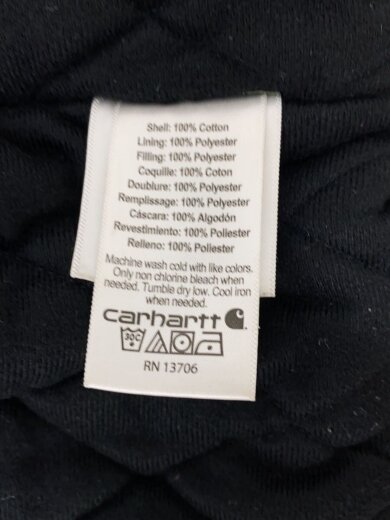 Shell: 100% Cotton
Lining: 100% Polyester
Filling: 100% Polyester
Coquille: 100% Coton
Doublure: 100% Polyester
Remplissage: 100% Polyester
Cáscara: 100% Algodón
Revestimiento: 100% Poliester
Relleno: 100% Poliester
Machine wash cold with like colors.
Only non chlorine bleach when
needed. Tumble dry low. Cool iron
when needed.
carhartt
30C
RN 13706